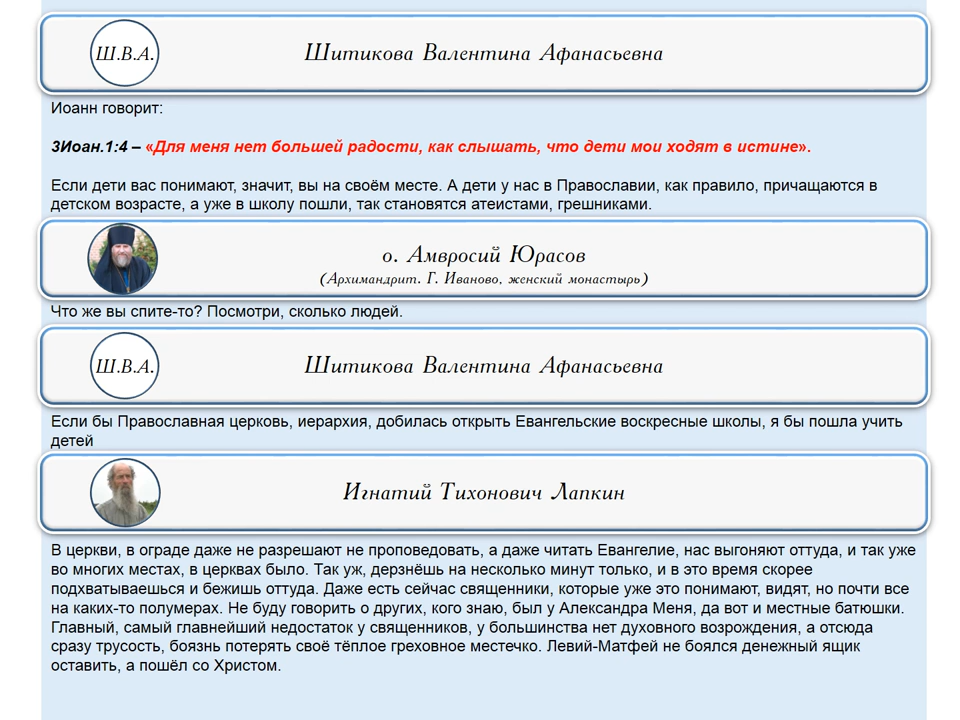 Ш.В.А.
Шитикова Валентина Афанасьевна
Иоанн говорит:
3Иоан.1:4 – «Для меня нет большей радости, как слышать, что дети мои ходят в истине».
Если дети вас понимают, значит, вы на своём месте. А дети у нас в Православии, как правило, причащаются в
детском возрасте, а уже в школу пошли, так становятся атеистами, грешниками.
о. Амвросий Юрасов
(Архимандрит. Г. Иваново, женский монастырь)
Что же вы спите-то? Посмотри, сколько людей.
Ш.В.А.
Шитикова Валентина Афанасьевна
Если бы Православная церковь, иерархия, добилась открыть Евангельские воскресные школы, я бы пошла учить
детей
Игнатий Тихонович Лапкин
В церкви, в ограде даже не разрешают не проповедовать, а даже читать Евангелие, нас выгоняют оттуда, и так уже
во многих местах, в церквах было. Так уж, дерзнёшь на несколько минут только, и в это время скорее
подхватываешься и бежишь оттуда. Даже есть сейчас священники, которые уже это понимают, видят, но почти все
на каких-то полумерах. Не буду говорить о других, кого знаю, был у Александра Меня, да вот и местные батюшки.
Главный, самый главнейший недостаток у священников, у большинства нет духовного возрождения, а отсюда
сразу трусость, боязнь потерять своё тёплое греховное местечко. Левий-Матфей не боялся денежный ящик
оставить, а пошёл со Христом.